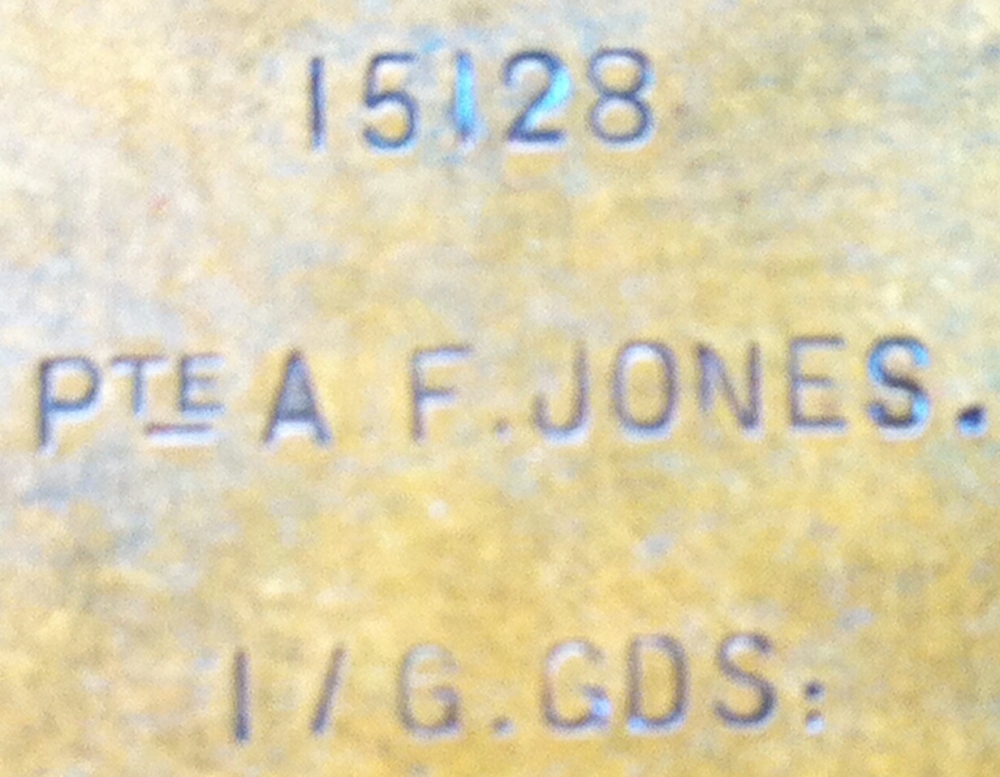 15128
PTE A F. JONES.
1/G.GDS: